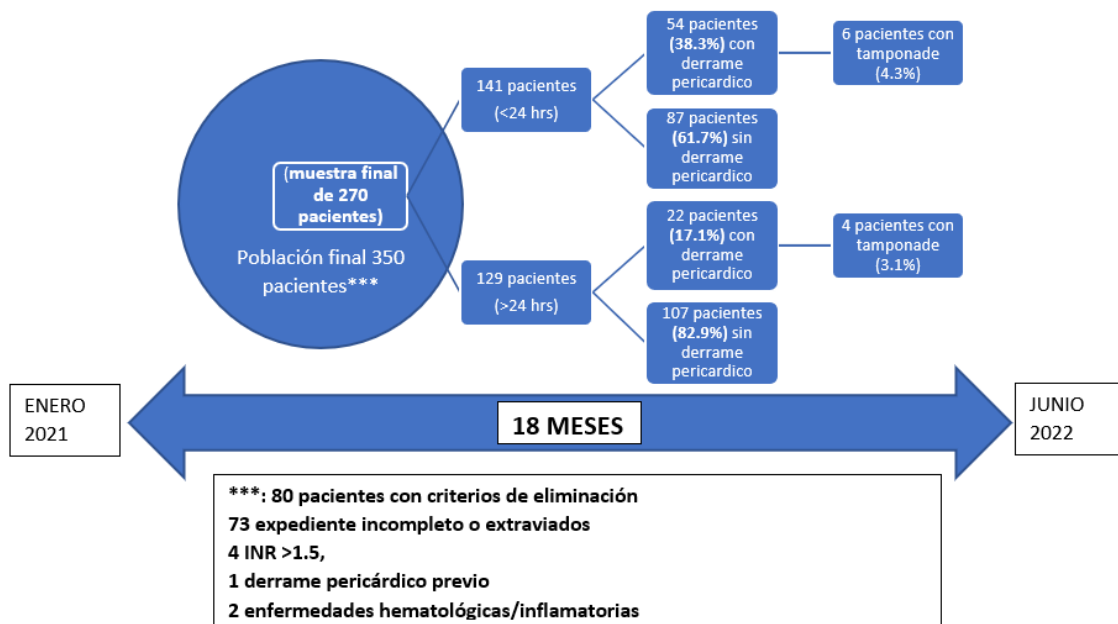 (muestra final
de 270
pacientes)
Población final 350
pacientes***
141 pacientes
(<24 hrs)
54 pacientes
(38.3%) con
derrame
pericardico
6 pacientes con
tamponade
(4.3%)
87 pacientes
(61.7%) sin
derrame
pericardico
129 pacientes
(>24 hrs)
22 pacientes
(17.1%) con
derrame
pericardico
4 pacientes con
tamponade
(3.1%)
107 pacientes
(82.9%) sin
derrame
pericardico
ENERO
2021
18 MESES
JUNIO
2022
***: 80 pacientes con criterios de eliminación
73 expediente incompleto o extraviados
4 INR >1.5,
1 derrame pericárdico previo
2 enfermedades hematológicas/inflamatorias